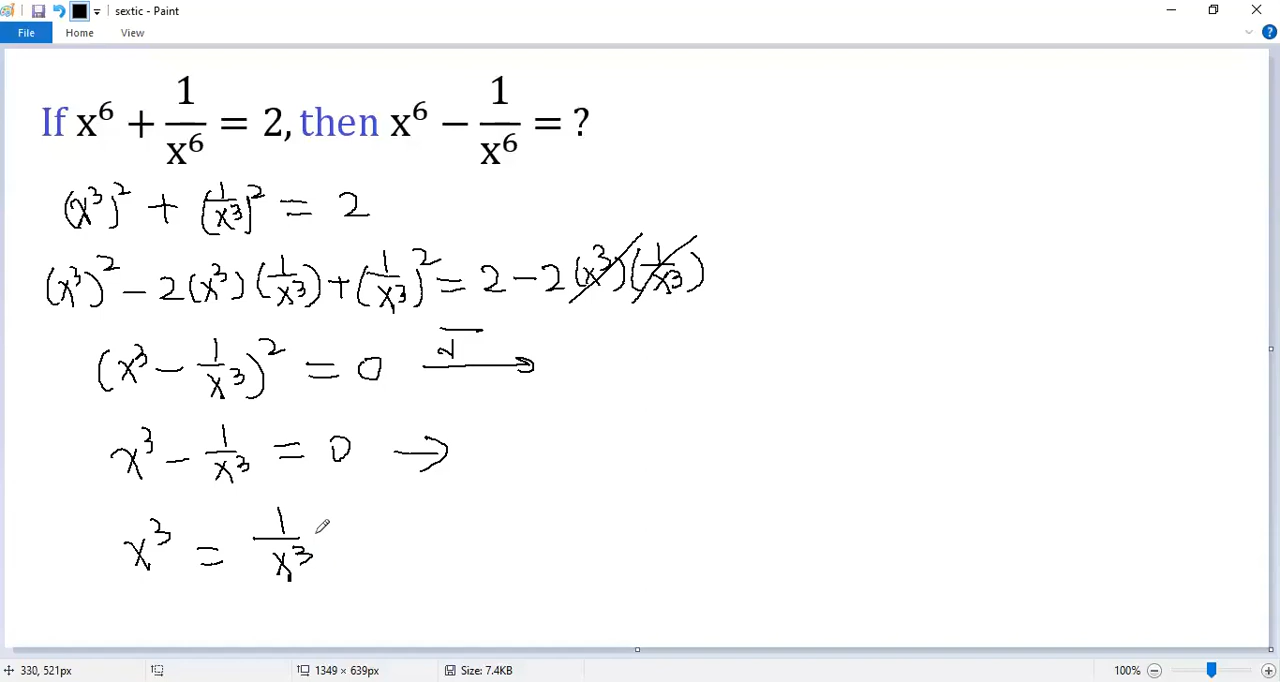 sextic - Paint
File Home View
If x⁶ + 1/x⁶ = 2, then x⁶ − 1/x⁶ = ?
(x³)² + (1/x³)² = 2
(x³)² − 2(x³)(1/x³) + (1/x³)² = 2 − 2(x³)(1/x³)
(x³ − 1/x³)² = 0 √ →
x³ − 1/x³ = 0 →
x³ = 1/x³
330, 521px 1349 × 639px Size: 7.4KB 100%